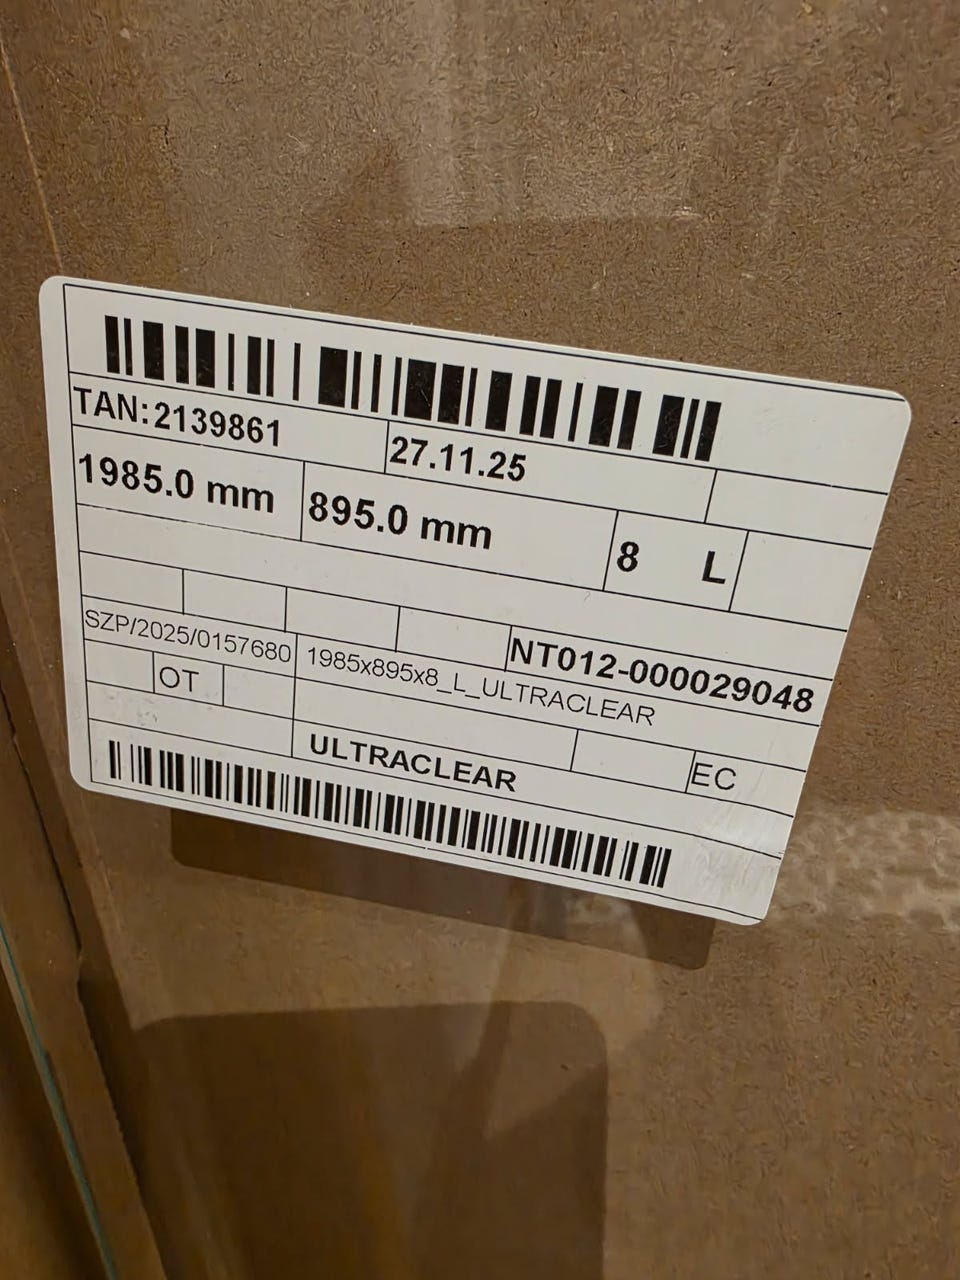 TAN:2139861 27.11.25
1985.0 mm 895.0 mm 8 L
NT012-000029048
SZP/2025/0157680 1985x895x8_L_ULTRACLEAR
OT
ULTRACLEAR EC